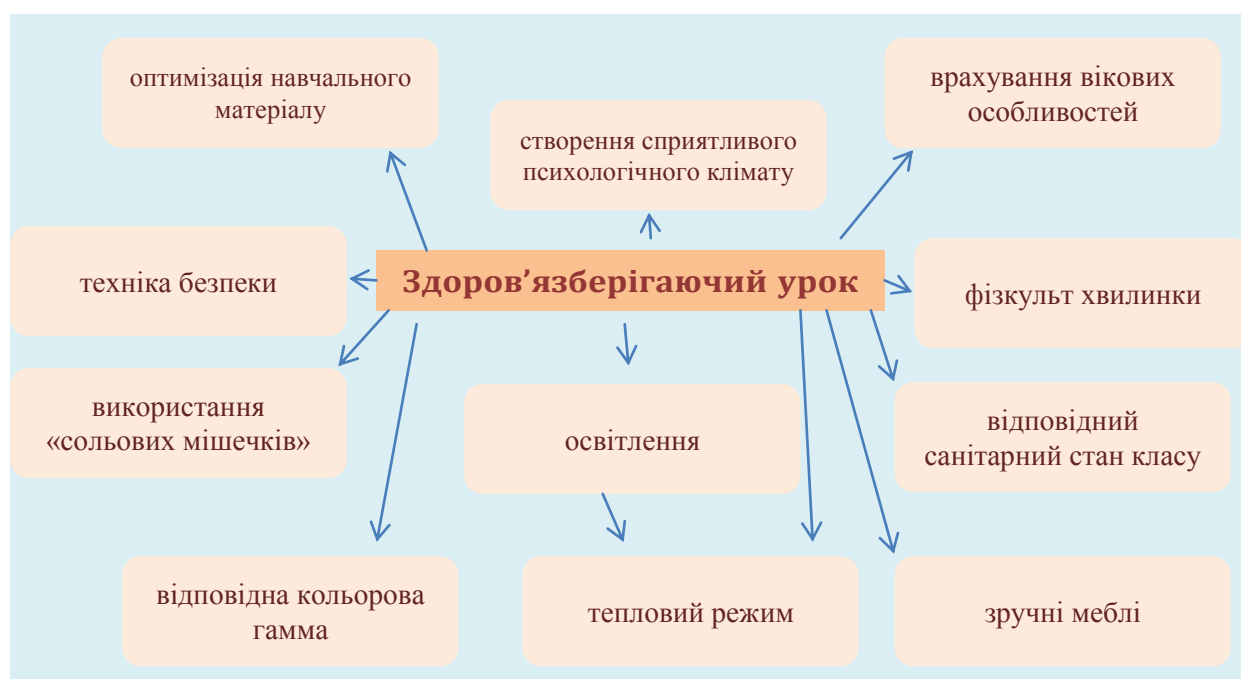 оптимізація навчального
матеріалу
створення сприятливого
психологічного клімату
врахування вікових
особливостей
техніка безпеки
Здоров’язберігаючий урок
фізкульт хвилинки
використання
«сольових мішечків»
освітлення
відповідний
санітарний стан класу
відповідна кольорова
гамма
тепловий режим
зручні меблі